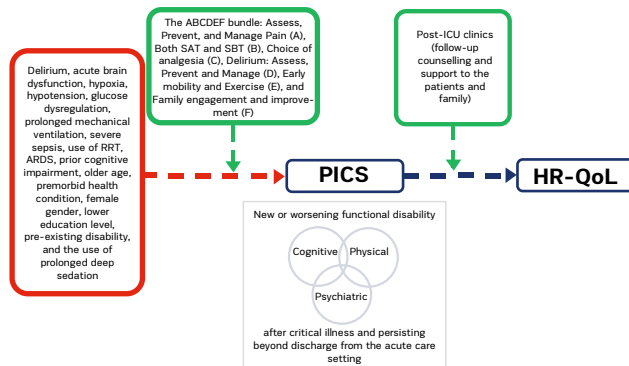 Delirium, acute brain
dysfunction, hypoxia,
hypotension, glucose
dysregulation,
prolonged mechanical
ventilation, severe
sepsis, use of RRT,
ARDS, prior cognitive
impairment, older age,
premorbid health
condition, female
gender, lower
education level,
pre-existing disability,
and the use of
prolonged deep
sedation
The ABCDEF bundle: Assess,
Prevent, and Manage Pain (A),
Both SAT and SBT (B), Choice of
analgesia (C), Delirium: Assess,
Prevent and Manage (D), Early
mobility and Exercise (E), and
Family engagement and improve-
ment (F)
Post-ICU clinics
(follow-up
counselling and
support to the
patients and
family)
PICS
HR-QoL
New or worsening functional disability
Cognitive
Physical
Psychiatric
after critical illness and persisting
beyond discharge from the acute care
setting